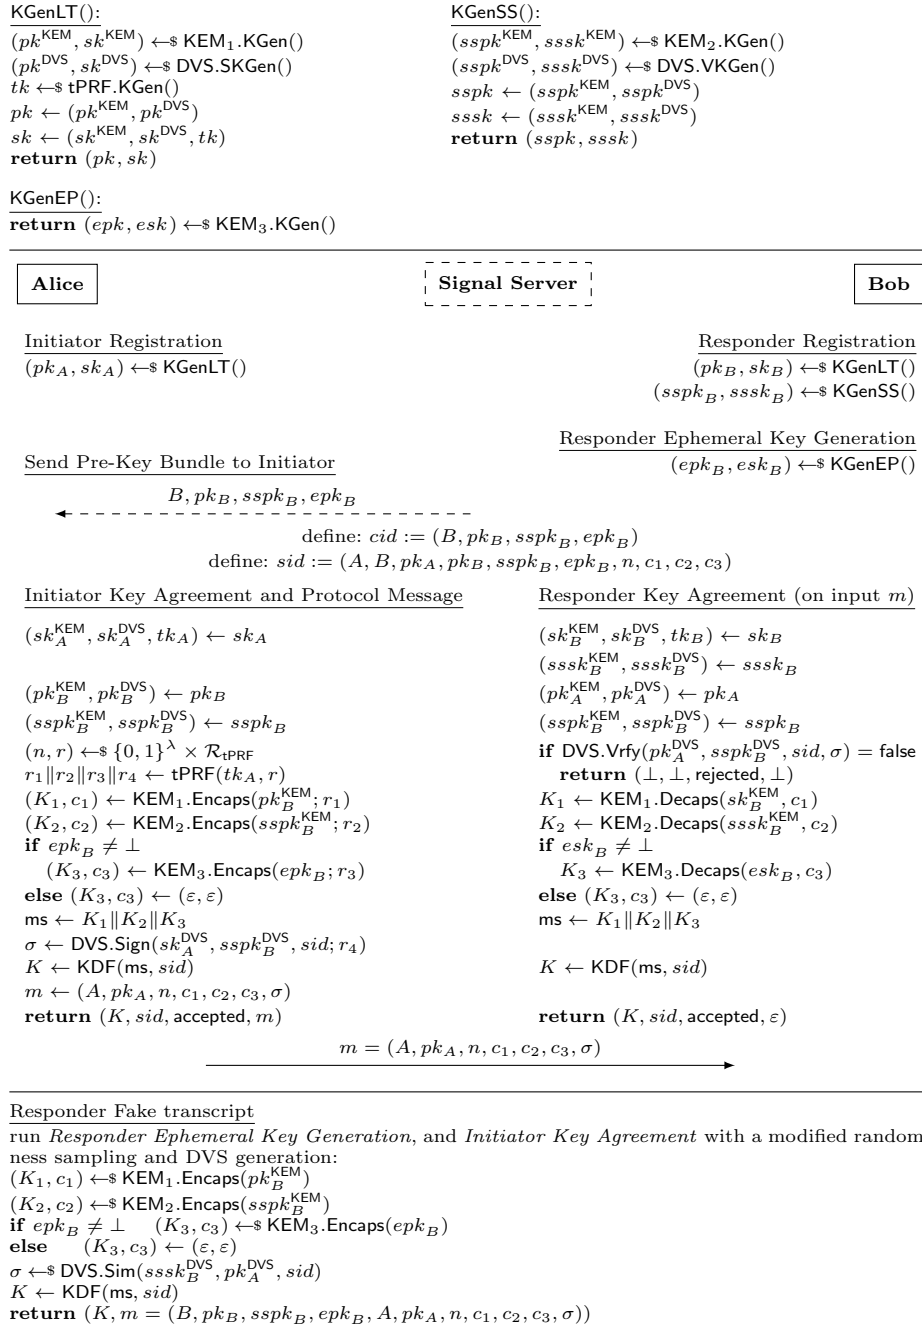 KGenLT():
(pk^KEM, sk^KEM) ←$ KEM₁.KGen()
(pk^DVS, sk^DVS) ←$ DVS.SKGen()
tk ←$ tPRF.KGen()
pk ← (pk^KEM, pk^DVS)
sk ← (sk^KEM, sk^DVS, tk)
return (pk, sk)
KGenSS():
(sspk^KEM, sssk^KEM) ←$ KEM₂.KGen()
(sspk^DVS, sssk^DVS) ←$ DVS.VKGen()
sspk ← (sspk^KEM, sspk^DVS)
sssk ← (sssk^KEM, sssk^DVS)
return (sspk, sssk)
KGenEP():
return (epk, esk) ←$ KEM₃.KGen()
Alice
Signal Server
Bob
Initiator Registration
(pk_A, sk_A) ←$ KGenLT()
Responder Registration
(pk_B, sk_B) ←$ KGenLT()
(sspk_B, sssk_B) ←$ KGenSS()
Responder Ephemeral Key Generation
(epk_B, esk_B) ←$ KGenEP()
Send Pre-Key Bundle to Initiator
B, pk_B, sspk_B, epk_B
define: cid := (B, pk_B, sspk_B, epk_B)
define: sid := (A, B, pk_A, pk_B, sspk_B, epk_B, n, c₁, c₂, c₃)
Initiator Key Agreement and Protocol Message
(sk_A^KEM, sk_A^DVS, tk_A) ← sk_A
(pk_B^KEM, pk_B^DVS) ← pk_B
(sspk_B^KEM, sspk_B^DVS) ← sspk_B
(n, r) ←$ {0, 1}^λ × R_tPRF
r₁‖r₂‖r₃‖r₄ ← tPRF(tk_A, r)
(K₁, c₁) ← KEM₁.Encaps(pk_B^KEM; r₁)
(K₂, c₂) ← KEM₂.Encaps(sspk_B^KEM; r₂)
if epk_B ≠ ⊥
(K₃, c₃) ← KEM₃.Encaps(epk_B; r₃)
else (K₃, c₃) ← (ε, ε)
ms ← K₁‖K₂‖K₃
σ ← DVS.Sign(sk_A^DVS, sspk_B^DVS, sid; r₄)
K ← KDF(ms, sid)
m ← (A, pk_A, n, c₁, c₂, c₃, σ)
return (K, sid, accepted, m)
Responder Key Agreement (on input m)
(sk_B^KEM, sk_B^DVS, tk_B) ← sk_B
(sssk_B^KEM, sssk_B^DVS) ← sssk_B
(pk_A^KEM, pk_A^DVS) ← pk_A
(sspk_B^KEM, sspk_B^DVS) ← sspk_B
if DVS.Vrfy(pk_A^DVS, sspk_B^DVS, sid, σ) = false
return (⊥, ⊥, rejected, ⊥)
K₁ ← KEM₁.Decaps(sk_B^KEM, c₁)
K₂ ← KEM₂.Decaps(sssk_B^KEM, c₂)
if esk_B ≠ ⊥
K₃ ← KEM₃.Decaps(esk_B, c₃)
else (K₃, c₃) ← (ε, ε)
ms ← K₁‖K₂‖K₃
K ← KDF(ms, sid)
return (K, sid, accepted, ε)
m = (A, pk_A, n, c₁, c₂, c₃, σ)
Responder Fake transcript
run Responder Ephemeral Key Generation, and Initiator Key Agreement with a modified random
ness sampling and DVS generation:
(K₁, c₁) ←$ KEM₁.Encaps(pk_B^KEM)
(K₂, c₂) ←$ KEM₂.Encaps(sspk_B^KEM)
if epk_B ≠ ⊥ (K₃, c₃) ←$ KEM₃.Encaps(epk_B)
else (K₃, c₃) ← (ε, ε)
σ ←$ DVS.Sim(sssk_B^DVS, pk_A^DVS, sid)
K ← KDF(ms, sid)
return (K, m = (B, pk_B, sspk_B, epk_B, A, pk_A, n, c₁, c₂, c₃, σ))